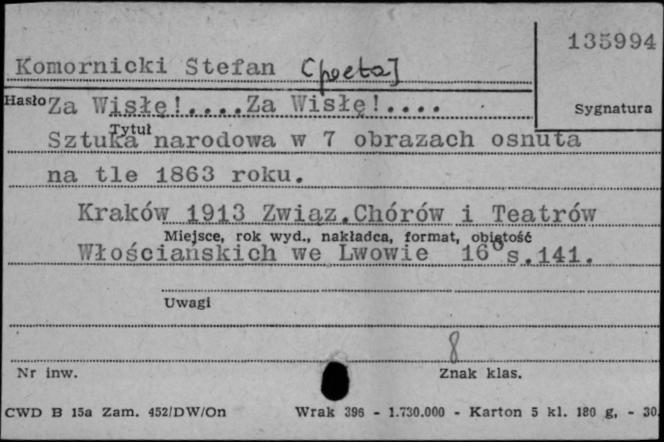 135994
Komornicki Stefan [poeta]
Hasło Za Wisłę!....Za Wisłę!....
Sygnatura
Tytuł
Sztuka narodowa w 7 obrazach osnuta
na tle 1863 roku.
Kraków 1913 Związ.Chórów i Teatrów
Miejsce, rok wyd., nakładca, format, objętość
Włościańskich we Lwowie 16° s.141.
Uwagi
8
Nr inw.
Znak klas.
CWD B 15a Zam. 452/DW/On Wrak 396 - 1.730.000 - Karton 5 kl. 180 g, - 30.